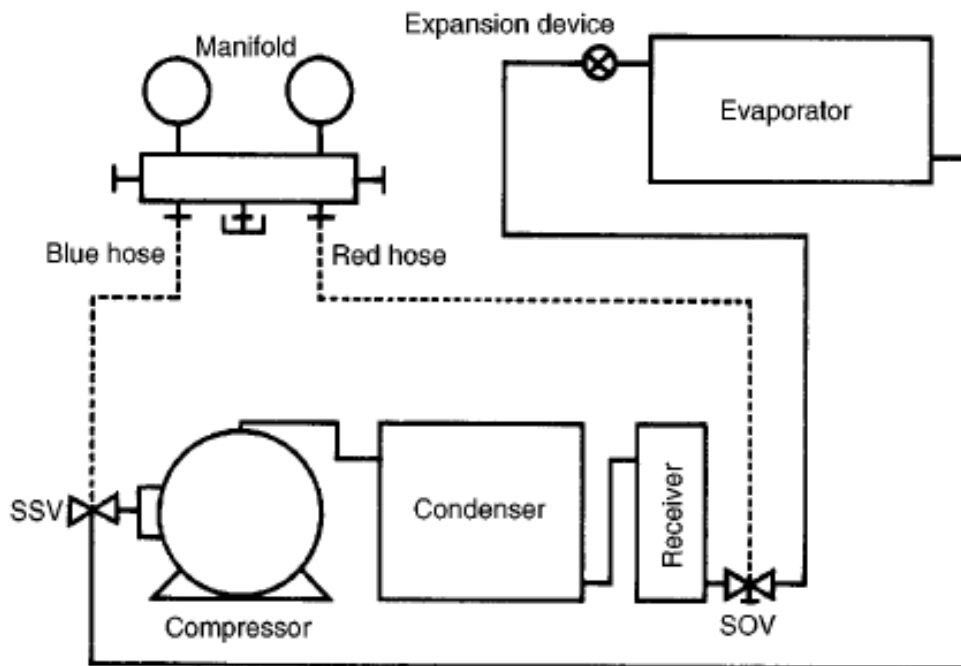 Expansion device
Manifold
Evaporator
Blue hose
Red hose
SSV
Condenser
Receiver
Compressor
SOV